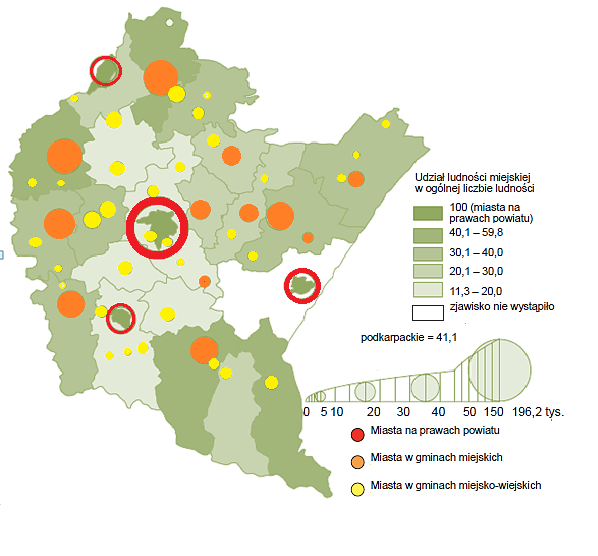 Udział ludności miejskiej
w ogólnej liczbie ludności
100 (miasta na
prawach powiatu)
40,1 – 59,8
30,1 – 40,0
20,1 – 30,0
11,3 – 20,0
zjawisko nie wystąpiło
podkarpackie = 41,1
0 5 10 20 30 40 50 150 196,2 tys.
Miasta na prawach powiatu
Miasta w gminach miejskich
Miasta w gminach miejsko-wiejskich